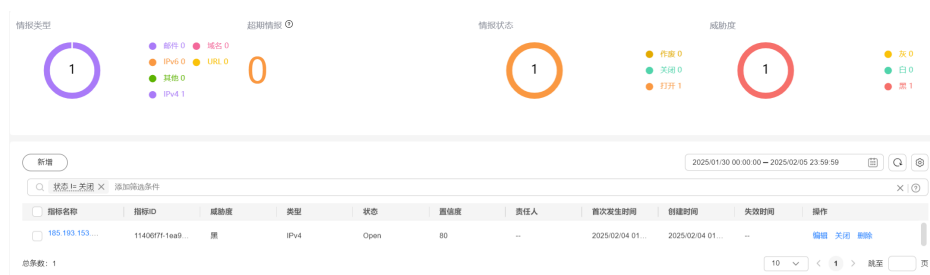 情报类型 超期情报 情报状态 威胁度
邮件 0 域名 0 作废 0 灰 0
1 IPv6 0 URL 0 0 1 关闭 0 1 白 0
其他 0 打开 1 黑 1
IPv4 1
新增 2025/01/30 00:00:00 – 2025/02/05 23:59:59
状态 != 关闭 × 添加筛选条件
指标名称 指标ID 威胁度 类型 状态 置信度 责任人 首次发生时间 创建时间 失效时间 操作
185.193.153.... 11406f7f-1ea9... 黑 IPv4 Open 80 -- 2025/02/04 01... 2025/02/04 01... -- 编辑 关闭 删除
总条数: 1 10 < 1 > 跳至 页